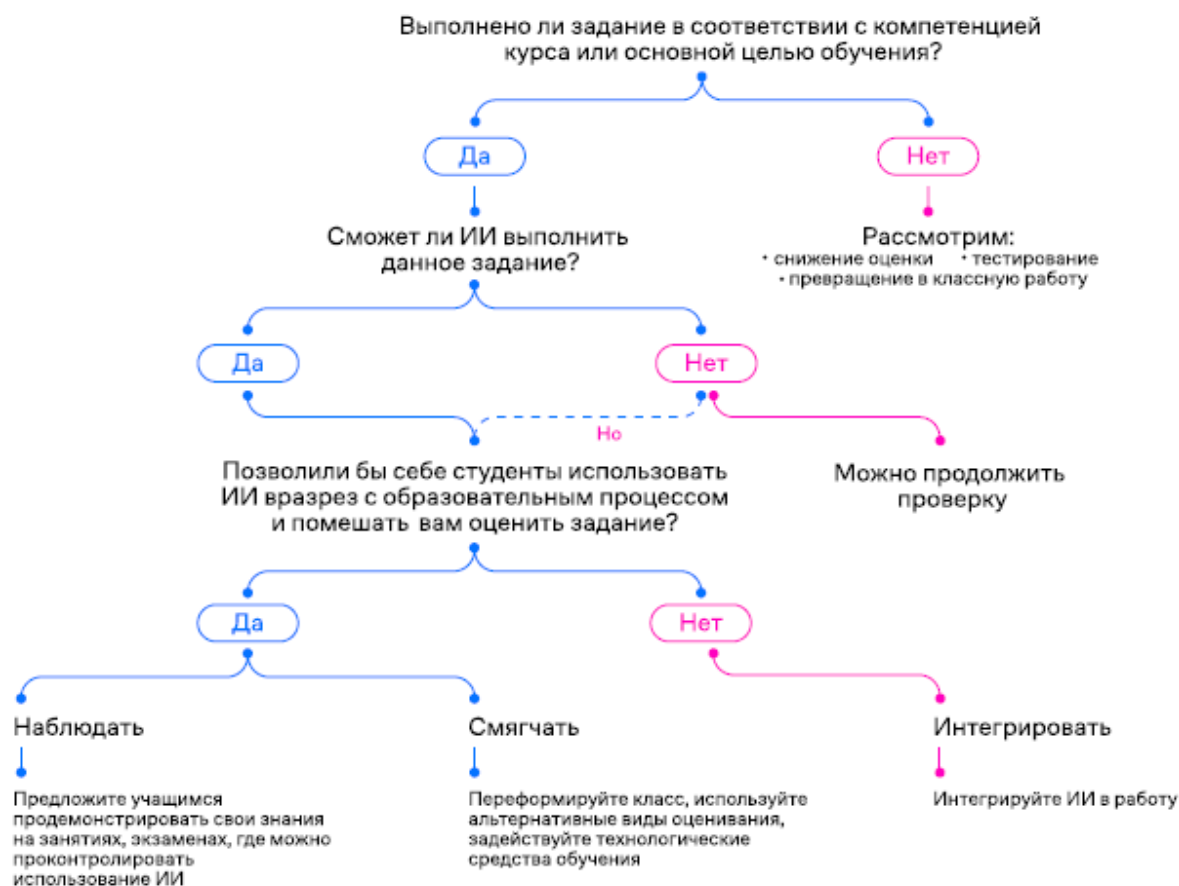 Выполнено ли задание в соответствии с компетенцией
курса или основной целью обучения?
Да
Нет
Сможет ли ИИ выполнить
данное задание?
Рассмотрим:
• снижение оценки • тестирование
• превращение в классную работу
Да
Нет
Но
Позволили бы себе студенты использовать
ИИ вразрез с образовательным процессом
и помешать вам оценить задание?
Можно продолжить
проверку
Да
Нет
Наблюдать
Смягчать
Интегрировать
Предложите учащимся
продемонстрировать свои знания
на занятиях, экзаменах, где можно
проконтролировать
использование ИИ
Переформируйте класс, используйте
альтернативные виды оценивания,
задействуйте технологические
средства обучения
Интегрируйте ИИ в работу